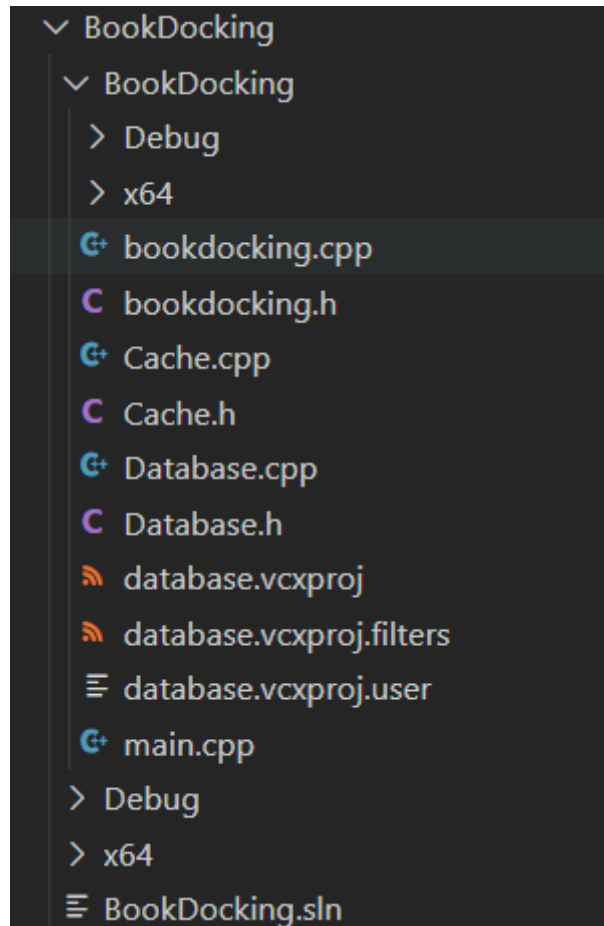 BookDocking
BookDocking
Debug
x64
bookdocking.cpp
bookdocking.h
Cache.cpp
Cache.h
Database.cpp
Database.h
database.vcxproj
database.vcxproj.filters
database.vcxproj.user
main.cpp
Debug
x64
BookDocking.sln